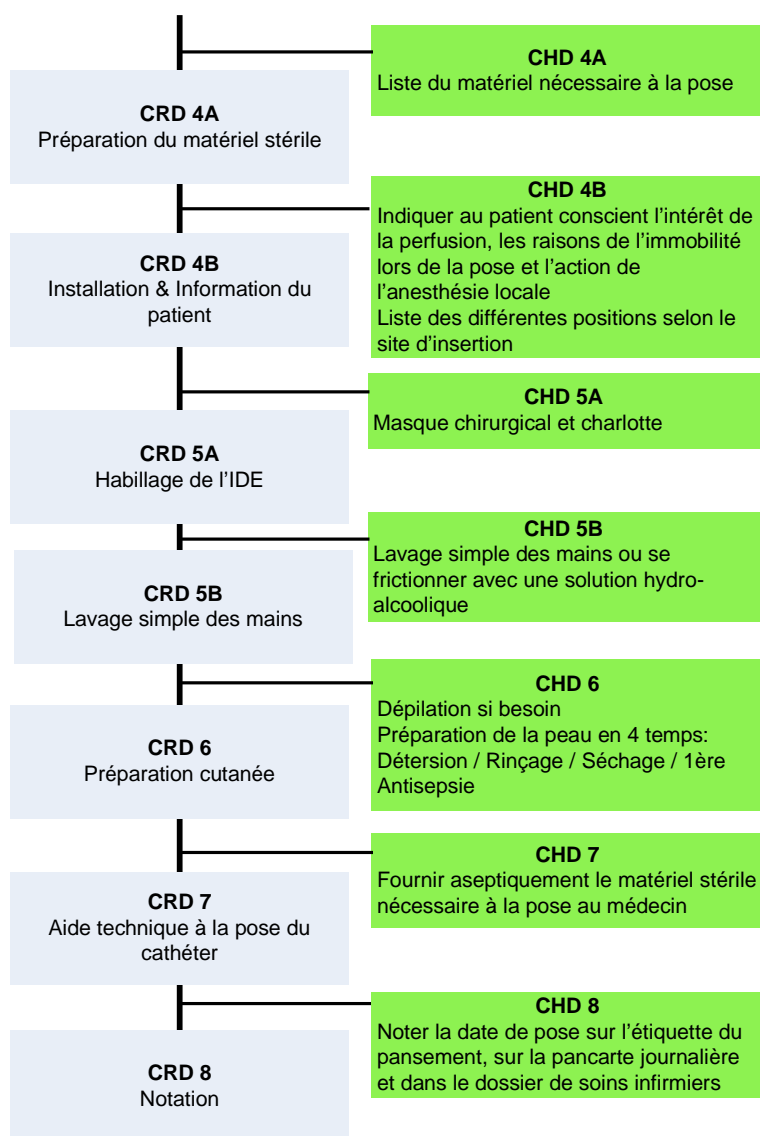 CHD 4A
Liste du matériel nécessaire à la pose
CRD 4A
Préparation du matériel stérile
CHD 4B
Indiquer au patient conscient l'intérêt de
la perfusion, les raisons de l'immobilité
lors de la pose et l'action de
l'anesthésie locale
Liste des différentes positions selon le
site d'insertion
CRD 4B
Installation & Information du
patient
CHD 5A
Masque chirurgical et charlotte
CRD 5A
Habillage de l'IDE
CHD 5B
Lavage simple des mains ou se
frictionner avec une solution hydro-
alcoolique
CRD 5B
Lavage simple des mains
CHD 6
Dépilation si besoin
Préparation de la peau en 4 temps:
Détersion / Rinçage / Séchage / 1ère
Antisepsie
CRD 6
Préparation cutanée
CHD 7
Fournir aseptiquement le matériel stérile
nécessaire à la pose au médecin
CRD 7
Aide technique à la pose du
cathéter
CHD 8
Noter la date de pose sur l'étiquette du
pansement, sur la pancarte journalière
et dans le dossier de soins infirmiers
CRD 8
Notation